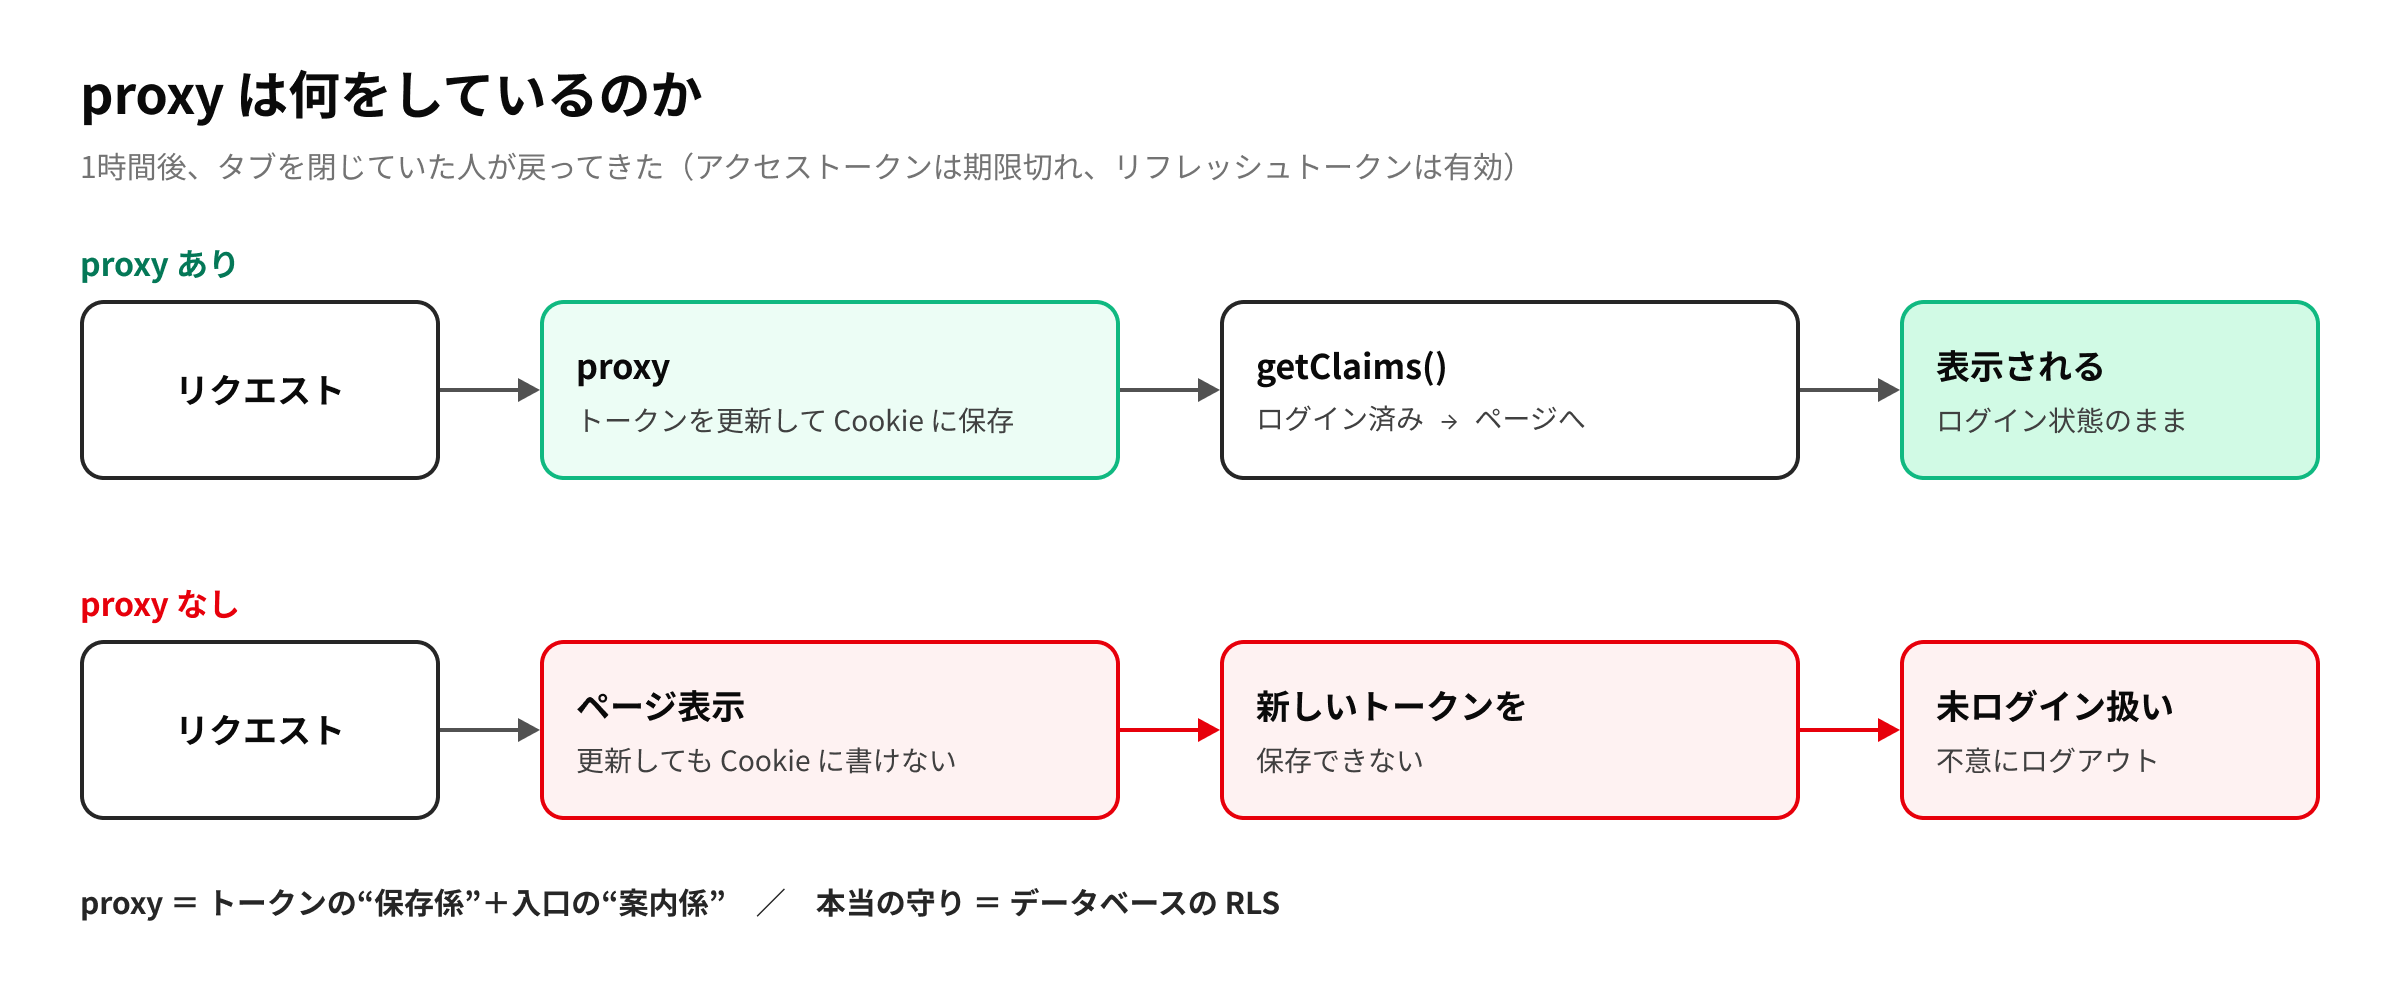 proxy は何をしているのか
1時間後、タブを閉じていた人が戻ってきた（アクセストークンは期限切れ、リフレッシュトークンは有効）
proxy あり
リクエスト
proxy
トークンを更新して Cookie に保存
getClaims()
ログイン済み → ページへ
表示される
ログイン状態のまま
proxy なし
リクエスト
ページ表示
更新しても Cookie に書けない
新しいトークンを
保存できない
未ログイン扱い
不意にログアウト
proxy ＝ トークンの“保存係”＋入口の“案内係”　／　本当の守り ＝ データベースの RLS